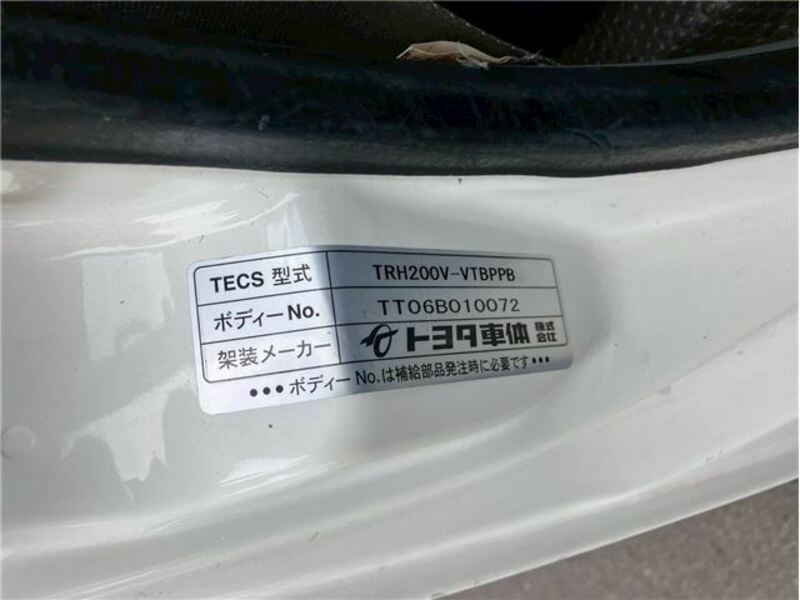 TECS 型式 TRH200V-VTBPPB
ボディーNo. TT06B010072
架装メーカー トヨタ車体 株式会社
•••ボディーNo.は補給部品発注時に必要です•••